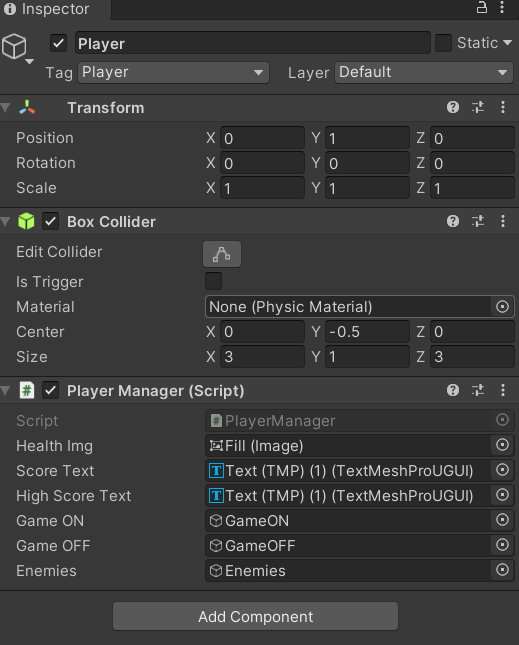 Inspector
Player
Static
Tag Player Layer Default
Transform
Position X 0 Y 1 Z 0
Rotation X 0 Y 0 Z 0
Scale X 1 Y 1 Z 1
Box Collider
Edit Collider
Is Trigger
Material None (Physic Material)
Center X 0 Y -0.5 Z 0
Size X 3 Y 1 Z 3
# Player Manager (Script)
Script # PlayerManager
Health Img Fill (Image)
Score Text T Text (TMP) (1) (TextMeshProUGUI)
High Score Text T Text (TMP) (1) (TextMeshProUGUI)
Game ON GameON
Game OFF GameOFF
Enemies Enemies
Add Component